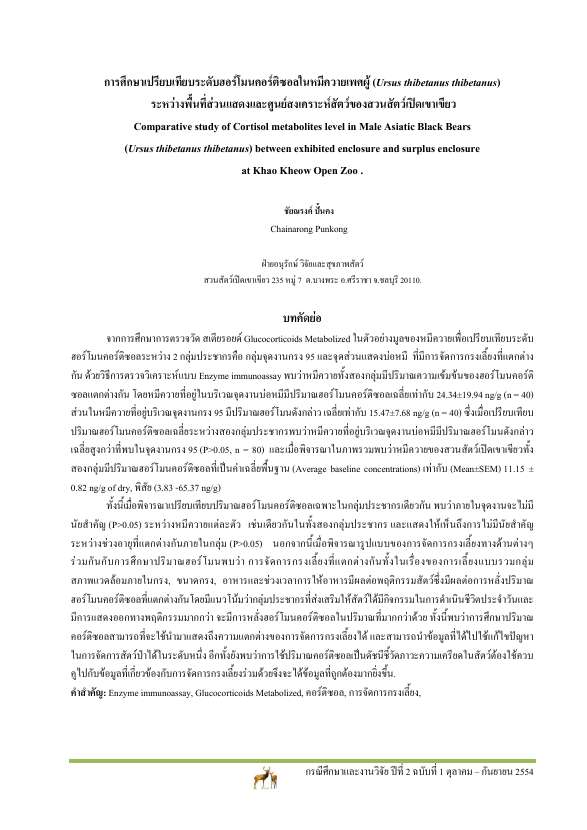 การศึกษาเปรียบเทียบระดับฮอร์โมนคอร์ติซอลในหมีควายเพศผู้ (Ursus thibetanus thibetanus)
ระหว่างพื้นที่ส่วนแสดงและศูนย์สงเคราะห์สัตว์ของสวนสัตว์เปิดเขาเขียว
Comparative study of Cortisol metabolites level in Male Asiatic Black Bears
(Ursus thibetanus thibetanus) between exhibited enclosure and surplus enclosure
at Khao Kheow Open Zoo .
ชัยณรงค์ ปั้นคง
Chainarong Punkong
ฝ่ายอนุรักษ์ วิจัยและสุขภาพสัตว์
สวนสัตว์เปิดเขาเขียว 235 หมู่ 7 ต.บางพระ อ.ศรีราชา จ.ชลบุรี 20110.
บทคัดย่อ
จากการศึกษาการตรวจวัด สเตียรอยด์ Glucocorticoids Metabolized ในตัวอย่างมูลของหมีควายเพื่อเปรียบเทียบระดับ
ฮอร์โมนคอร์ติซอลระหว่าง 2 กลุ่มประชากรคือ กลุ่มจุดงานกรง 95 และจุดส่วนแสดงบ่อหมี ที่มีการจัดการกรงเลี้ยงที่แตกต่าง
กัน ด้วยวิธีการตรวจวิเคราะห์แบบ Enzyme immunoassay พบว่าหมีควายทั้งสองกลุ่มมีปริมาณความเข้มข้นของฮอร์โมนคอร์ติ
ซอลแตกต่างกัน โดยหมีควายที่อยู่ในบริเวณจุดงานบ่อหมีมีปริมาณฮอร์โมนคอร์ติซอลเฉลี่ยเท่ากับ 24.34±19.94 ng/g (n = 40)
ส่วนในหมีควายที่อยู่บริเวณจุดงานกรง 95 มีปริมาณฮอร์โมนดังกล่าว เฉลี่ยเท่ากับ 15.47±7.68 ng/g (n = 40) ซึ่งเมื่อเปรียบเทียบ
ปริมาณฮอร์โมนคอร์ติซอลเฉลี่ยระหว่างสองกลุ่มประชากรพบว่าหมีควายที่อยู่บริเวณจุดงานบ่อหมีมีปริมาณฮอร์โมนดังกล่าว
เฉลี่ยสูงกว่าที่พบในจุดงานกรง 95 (P>0.05, n = 80) และเมื่อพิจารณาในภาพรวมพบว่าหมีควายของสวนสัตว์เปิดเขาเขียวทั้ง
สองกลุ่มมีปริมาณฮอร์โมนคอร์ติซอลที่เป็นค่าเฉลี่ยพื้นฐาน (Average baseline concentrations) เท่ากับ (Mean±SEM) 11.15 ±
0.82 ng/g of dry, พิสัย (3.83 -65.37 ng/g)
ทั้งนี้เมื่อพิจารณาเปรียบเทียบปริมาณฮอร์โมนคอร์ติซอลเฉพาะในกลุ่มประชากรเดียวกัน พบว่าภายในจุดงานจะไม่มี
นัยสำคัญ (P>0.05) ระหว่างหมีควายแต่ละตัว เช่นเดียวกันในทั้งสองกลุ่มประชากร และแสดงให้เห็นถึงการไม่มีนัยสำคัญ
ระหว่างช่วงอายุที่แตกต่างกันภายในกลุ่ม (P>0.05) นอกจากนี้เมื่อพิจารณารูปแบบของการจัดการกรงเลี้ยงทางด้านต่างๆ
ร่วมกันกับการศึกษาปริมาณฮอร์โมนพบว่า การจัดการกรงเลี้ยงที่แตกต่างกันทั้งในเรื่องของการเลี้ยงแบบรวมกลุ่ม
สภาพแวดล้อมภายในกรง, ขนาดกรง, อาหารและช่วงเวลาการให้อาหารมีผลต่อพฤติกรรมสัตว์ซึ่งมีผลต่อการหลั่งปริมาณ
ฮอร์โมนคอร์ติซอลที่แตกต่างกันโดยมีแนวโน้มว่ากลุ่มประชากรที่ส่งเสริมให้สัตว์ได้มีกิจกรรมในการดำเนินชีวิตประจำวันและ
มีการแสดงออกทางพฤติกรรมมากกว่า จะมีการหลั่งฮอร์โมนคอร์ติซอลในปริมาณที่มากกว่าด้วย ทั้งนี้พบว่าการศึกษาปริมาณ
คอร์ติซอลสามารถที่จะใช้นำมาแสดงถึงความแตกต่างของการจัดการกรงเลี้ยงได้ และสามารถนำข้อมูลที่ได้ไปใช้แก้ไขปัญหา
ในการจัดการสัตว์ป่าได้ในระดับหนึ่ง อีกทั้งยังพบว่าการใช้ปริมาณคอร์ติซอลเป็นดัชนีชี้วัดภาวะความเครียดในสัตว์ต้องใช้ควบ
คู่ไปกับข้อมูลที่เกี่ยวข้องกับการจัดการกรงเลี้ยงร่วมด้วยจึงจะได้ข้อมูลที่ถูกต้องมากยิ่งขึ้น.
คำสำคัญ: Enzyme immunoassay, Glucocorticoids Metabolized, คอร์ติซอล, การจัดการกรงเลี้ยง,
กรณีศึกษาและงานวิจัย ปีที่ 2 ฉบับที่ 1 ตุลาคม – กันยายน 2554